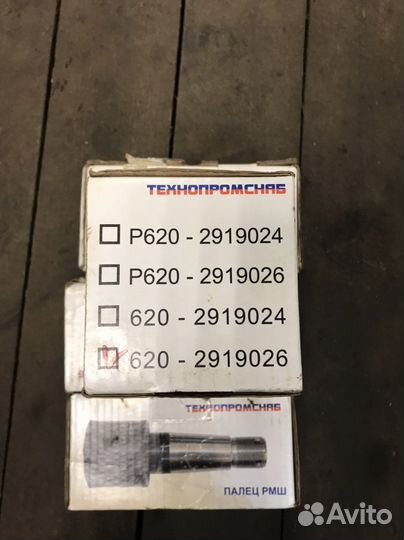 ТЕХНОПРОМСНАБ
Р620 - 2919024
Р620 - 2919026
620 - 2919024
620 - 2919026
ТЕХНОПРОМСНАБ
ПАЛЕЦ РМШ
Avito